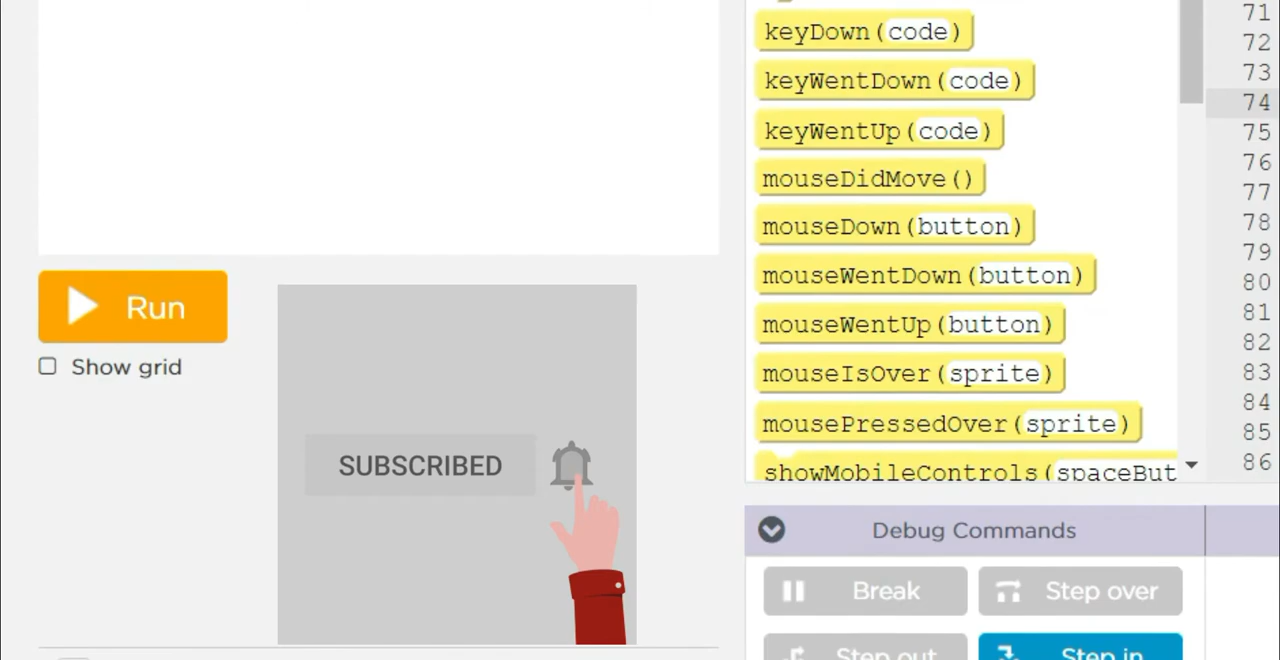 keyDown(code)
keyWentDown(code)
keyWentUp(code)
mouseDidMove()
mouseDown(button)
mouseWentDown(button)
mouseWentUp(button)
mouseIsOver(sprite)
mousePressedOver(sprite)
showMobileControls(spaceBut
71
72
73
74
75
76
77
78
79
80
81
82
83
84
85
86
Run
Show grid
SUBSCRIBED
Debug Commands
Break
Step over
Step out
Step in